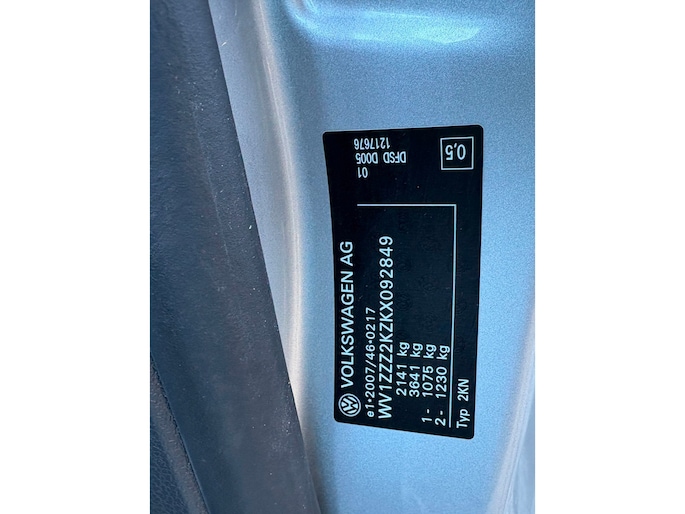 VOLKSWAGEN AG
e1*2007/46*0217
WV1ZZZ2KZKX092849
2141 kg
3641 kg
1- 1075 kg
2- 1230 kg
Typ 2KN
01
DFSD D005
1217676
0,5